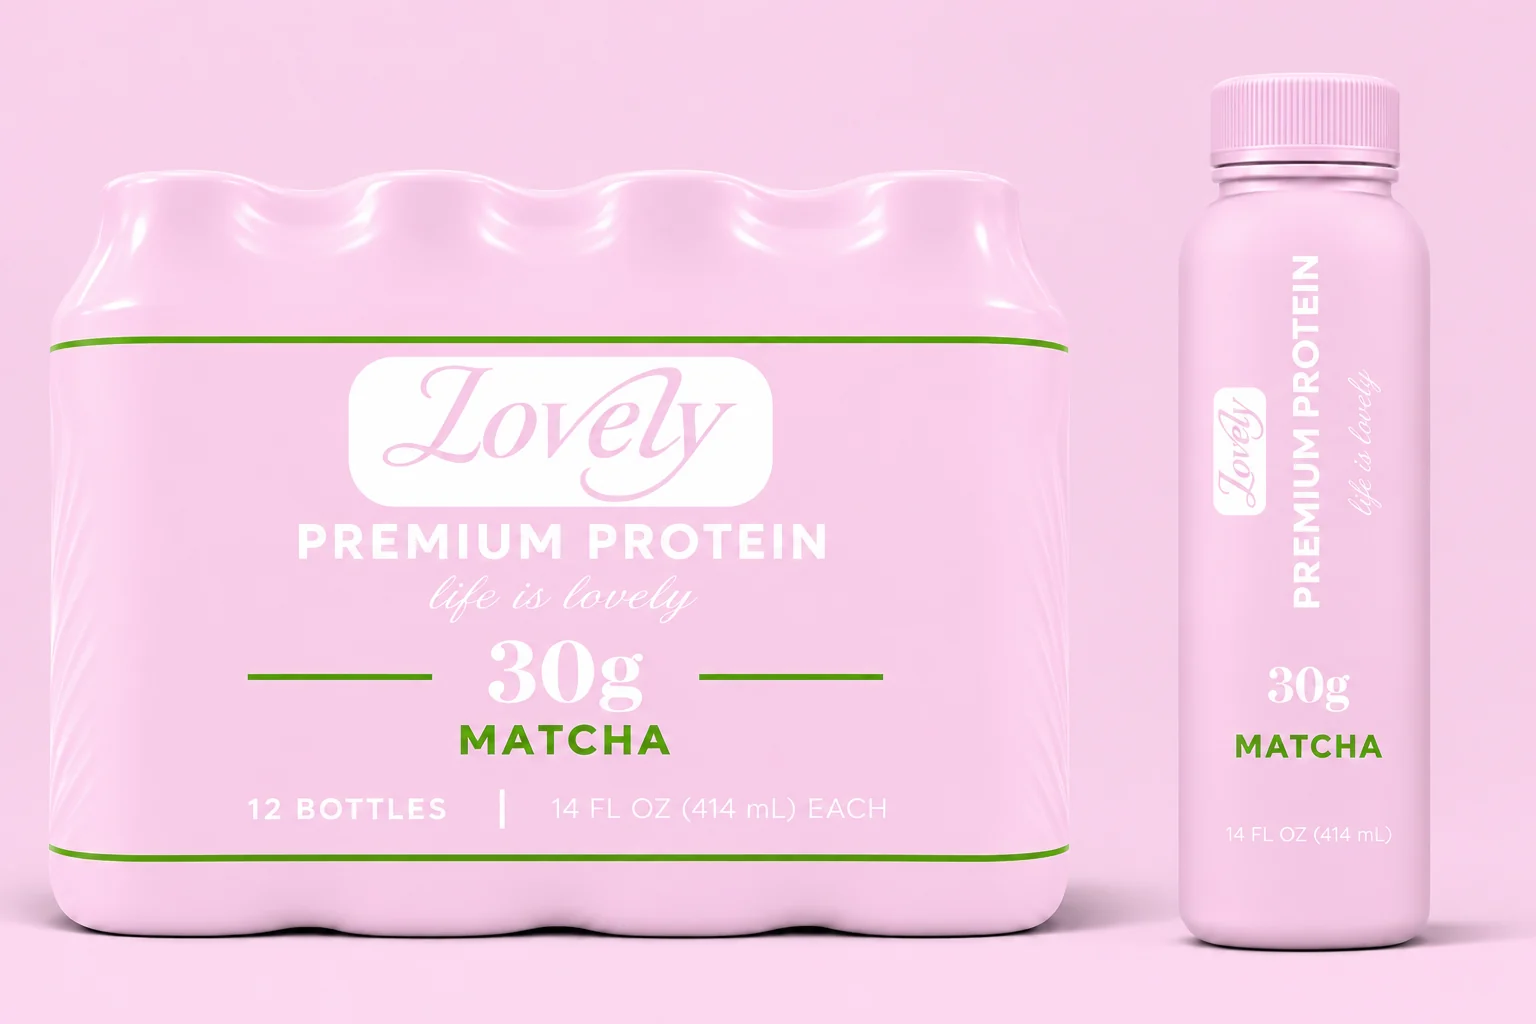 Lovely
PREMIUM PROTEIN
life is lovely
30g
MATCHA
12 BOTTLES | 14 FL OZ (414 mL) EACH
Lovely
PREMIUM PROTEIN
life is lovely
30g
MATCHA
14 FL OZ (414 mL)